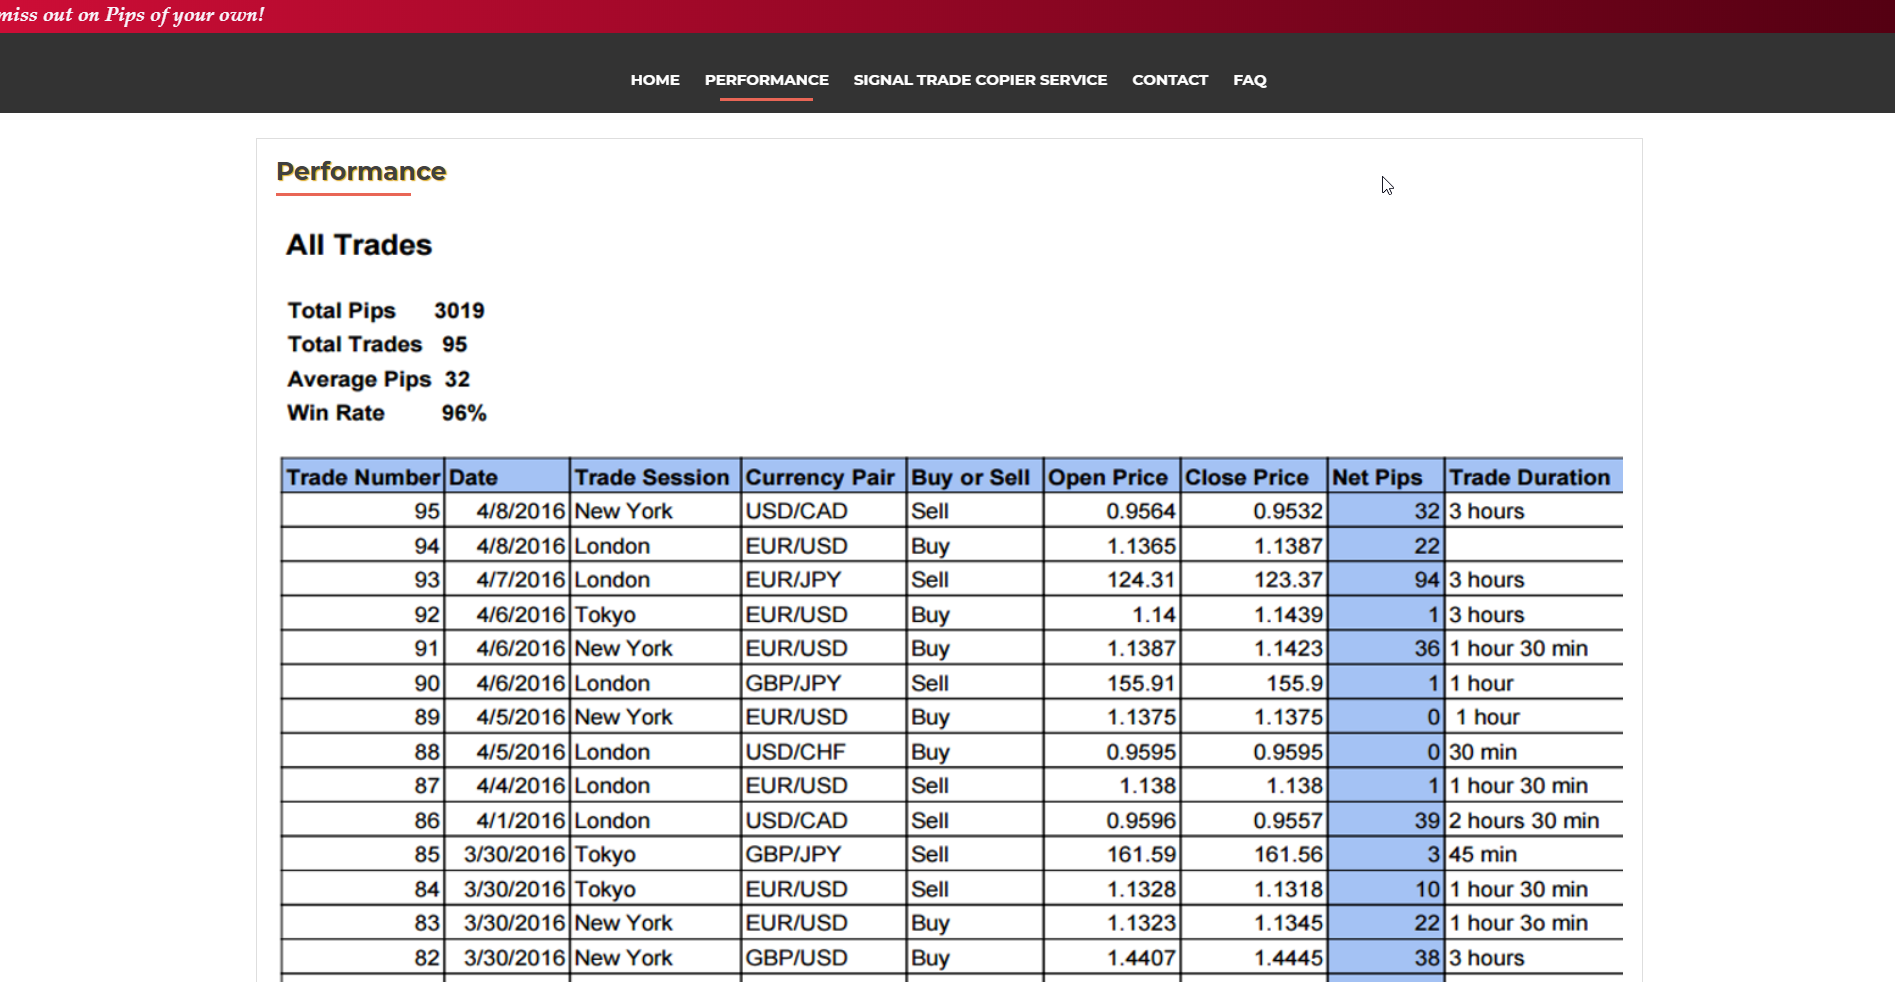 miss out on Pips of your own!
HOME PERFORMANCE SIGNAL TRADE COPIER SERVICE CONTACT FAQ
Performance
All Trades
Total Pips 3019
Total Trades 95
Average Pips 32
Win Rate 96%
Trade Number Date Trade Session Currency Pair Buy or Sell Open Price Close Price Net Pips Trade Duration
95 4/8/2016 New York USD/CAD Sell 0.9564 0.9532 32 3 hours
94 4/8/2016 London EUR/USD Buy 1.1365 1.1387 22
93 4/7/2016 London EUR/JPY Sell 124.31 123.37 94 3 hours
92 4/6/2016 Tokyo EUR/USD Buy 1.14 1.1439 1 3 hours
91 4/6/2016 New York EUR/USD Buy 1.1387 1.1423 36 1 hour 30 min
90 4/6/2016 London GBP/JPY Sell 155.91 155.9 1 1 hour
89 4/5/2016 New York EUR/USD Buy 1.1375 1.1375 0 1 hour
88 4/5/2016 London USD/CHF Buy 0.9595 0.9595 0 30 min
87 4/4/2016 London EUR/USD Sell 1.138 1.138 1 1 hour 30 min
86 4/1/2016 London USD/CAD Sell 0.9596 0.9557 39 2 hours 30 min
85 3/30/2016 Tokyo GBP/JPY Sell 161.59 161.56 3 45 min
84 3/30/2016 Tokyo EUR/USD Sell 1.1328 1.1318 10 1 hour 30 min
83 3/30/2016 New York EUR/USD Buy 1.1323 1.1345 22 1 hour 3o min
82 3/30/2016 New York GBP/USD Buy 1.4407 1.4445 38 3 hours